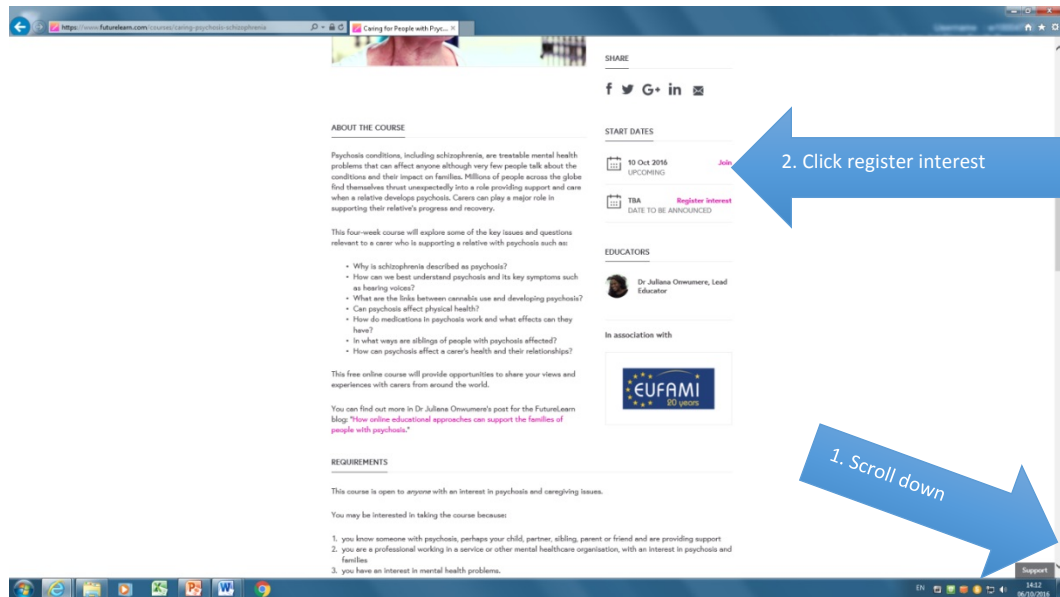 https://www.futurelearn.com/courses/caring-psychosis-schizophrenia
Caring for People with Psyc...
SHARE
f G+ in
ABOUT THE COURSE
Psychosis conditions, including schizophrenia, are treatable mental health
problems that can affect anyone although very few people talk about the
conditions and their impact on families. Millions of people across the globe
find themselves thrust unexpectedly into a role providing support and care
when a relative develops psychosis. Carers can play a major role in
supporting their relative's progress and recovery.
This four-week course will explore some of the key issues and questions
relevant to a carer who is supporting a relative with psychosis such as:
• Why is schizophrenia described as psychosis?
• How can we best understand psychosis and its key symptoms such
as hearing voices?
• What are the links between cannabis use and developing psychosis?
• Can psychosis affect physical health?
• How do medications in psychosis work and what effects can they
have?
• In what ways are siblings of people with psychosis affected?
• How can psychosis affect a carer's health and their relationships?
This free online course will provide opportunities to share your views and
experiences with carers from around the world.
You can find out more in Dr Juliana Onwumere's post for the FutureLearn
blog: "How online educational approaches can support the families of
people with psychosis."
START DATES
10 Oct 2016 Join
UPCOMING
TBA Register interest
DATE TO BE ANNOUNCED
2. Click register interest
EDUCATORS
Dr Juliana Onwumere, Lead
Educator
In association with
EUFAMI
20 years
REQUIREMENTS
This course is open to anyone with an interest in psychosis and caregiving issues.
You may be interested in taking the course because:
1. you know someone with psychosis, perhaps your child, partner, sibling, parent or friend and are providing support
2. you are a professional working in a service or other mental healthcare organisation, with an interest in psychosis and
families
3. you have an interest in mental health problems.
1. Scroll down
Support
EN
14:12
06/10/2016